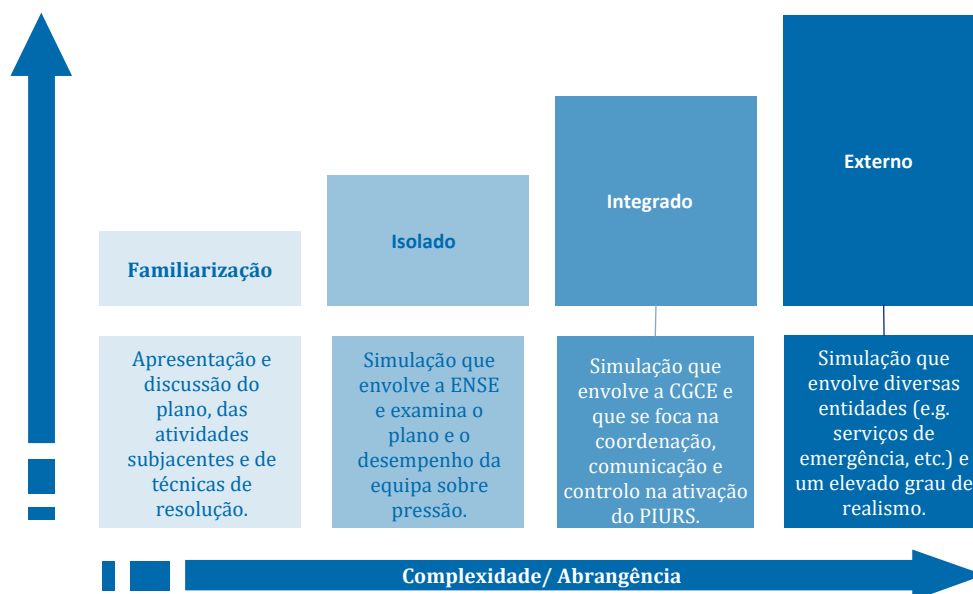 Familiarização
Apresentação e
discussão do
plano, das
atividades
subjacentes e de
técnicas de
resolução.
Isolado
Simulação que
envolve a ENSE
e examina o
plano e o
desempenho da
equipa sobre
pressão.
Integrado
Simulação que
envolve a CGCE e
que se foca na
coordenação,
comunicação e
controlo na ativação
do PIURS.
Externo
Simulação que
envolve diversas
entidades (e.g.
serviços de
emergência, etc.) e
um elevado grau de
realismo.
Complexidade/ Abrangência